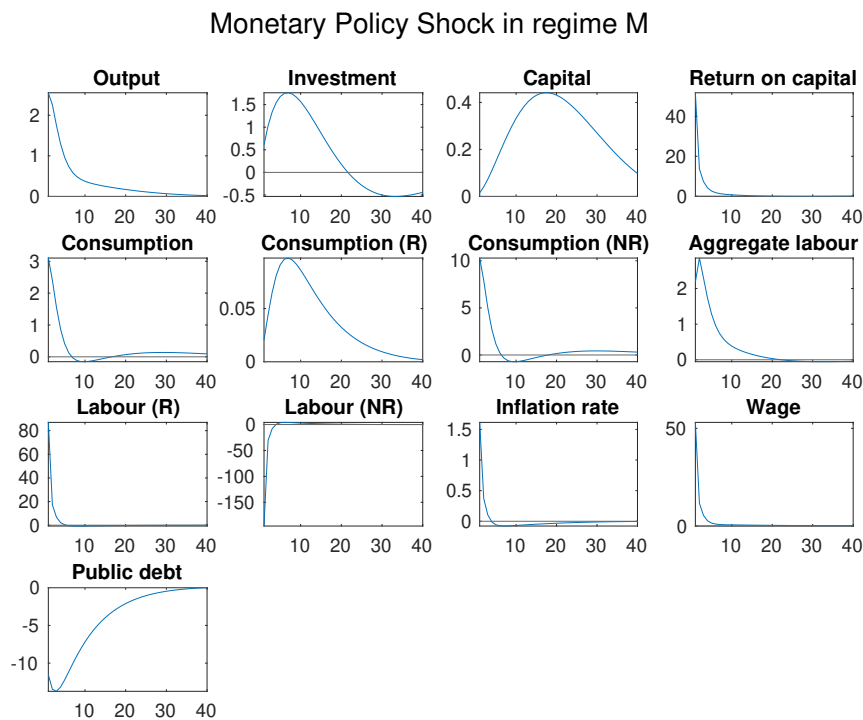 Monetary Policy Shock in regime M
Output
2
1
0
10 20 30 40
Investment
1.5
1
0.5
0
-0.5
10 20 30 40
Capital
0.4
0.2
0
10 20 30 40
Return on capital
40
20
0
10 20 30 40
Consumption
3
2
1
0
10 20 30 40
Consumption (R)
0.05
0
10 20 30 40
Consumption (NR)
10
5
0
10 20 30 40
Aggregate labour
2
1
0
10 20 30 40
Labour (R)
80
60
40
20
0
10 20 30 40
Labour (NR)
0
-50
-100
-150
10 20 30 40
Inflation rate
1.5
1
0.5
0
10 20 30 40
Wage
50
0
10 20 30 40
Public debt
0
-5
-10
10 20 30 40